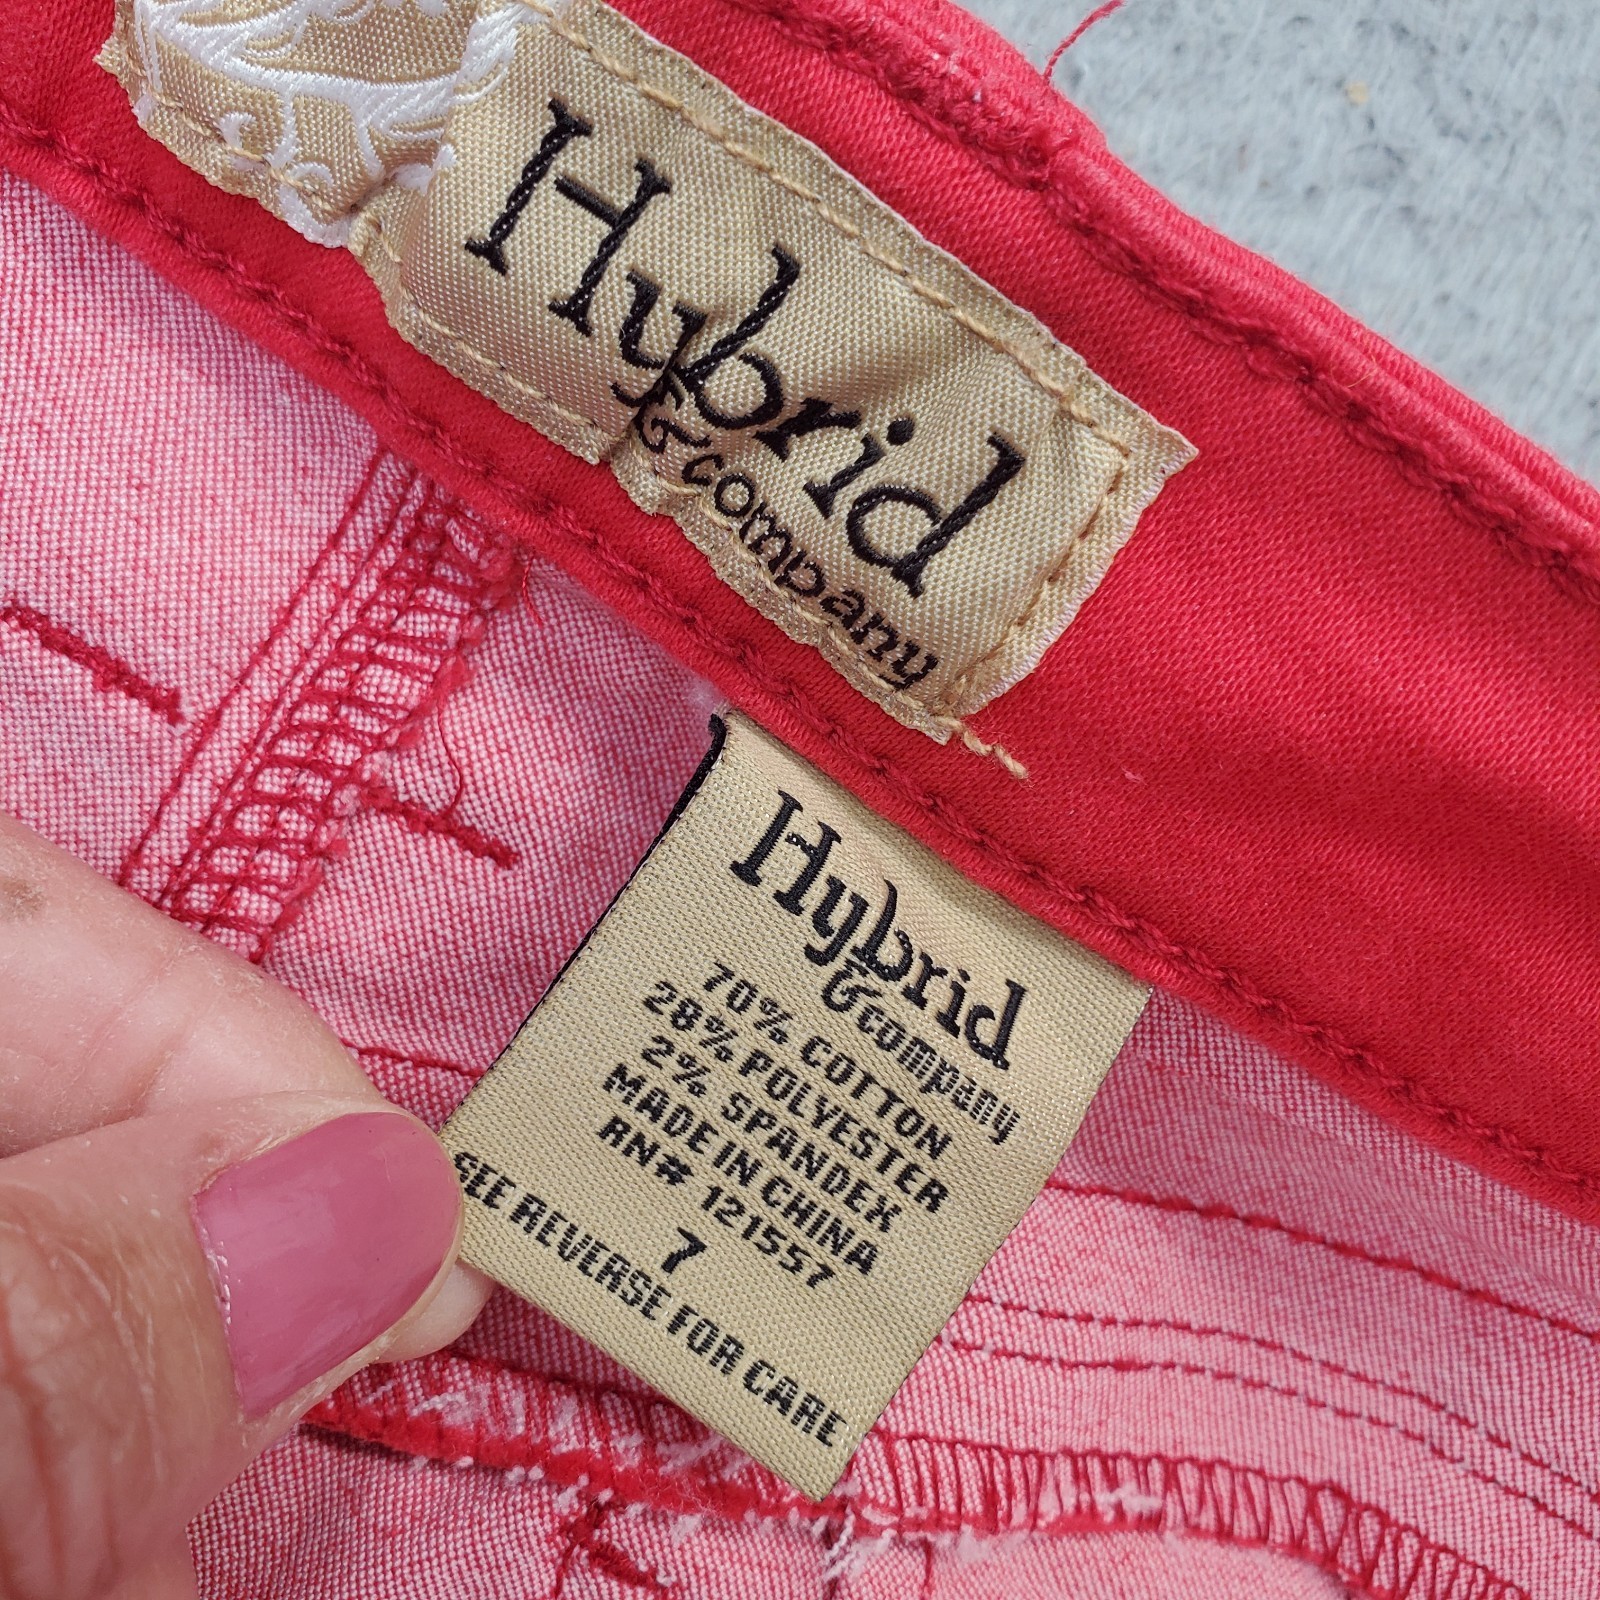 Hybrid
& company
Hybrid
& company
70% COTTON
28% POLYESTER
2% SPANDEX
MADE IN CHINA
RN# 121557
7
SEE REVERSE FOR CARE